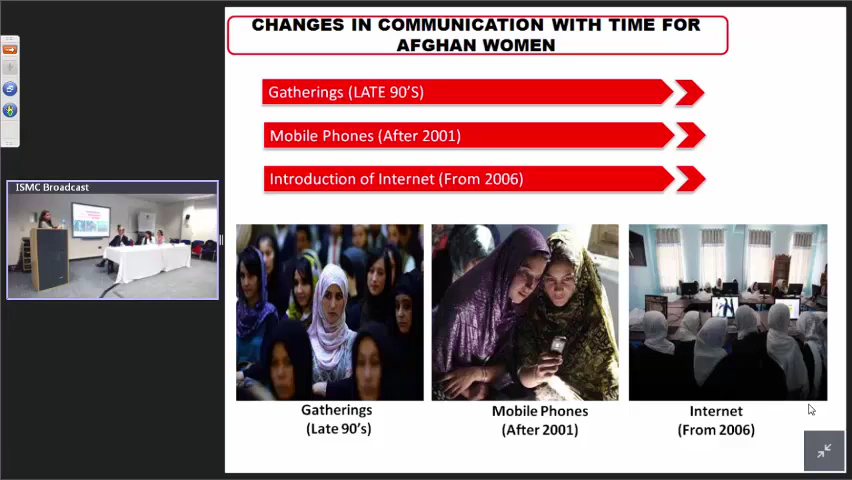 CHANGES IN COMMUNICATION WITH TIME FOR
AFGHAN WOMEN
Gatherings (LATE 90'S)
Mobile Phones (After 2001)
Introduction of Internet (From 2006)
ISMC Broadcast
Gatherings
(Late 90's)
Mobile Phones
(After 2001)
Internet
(From 2006)